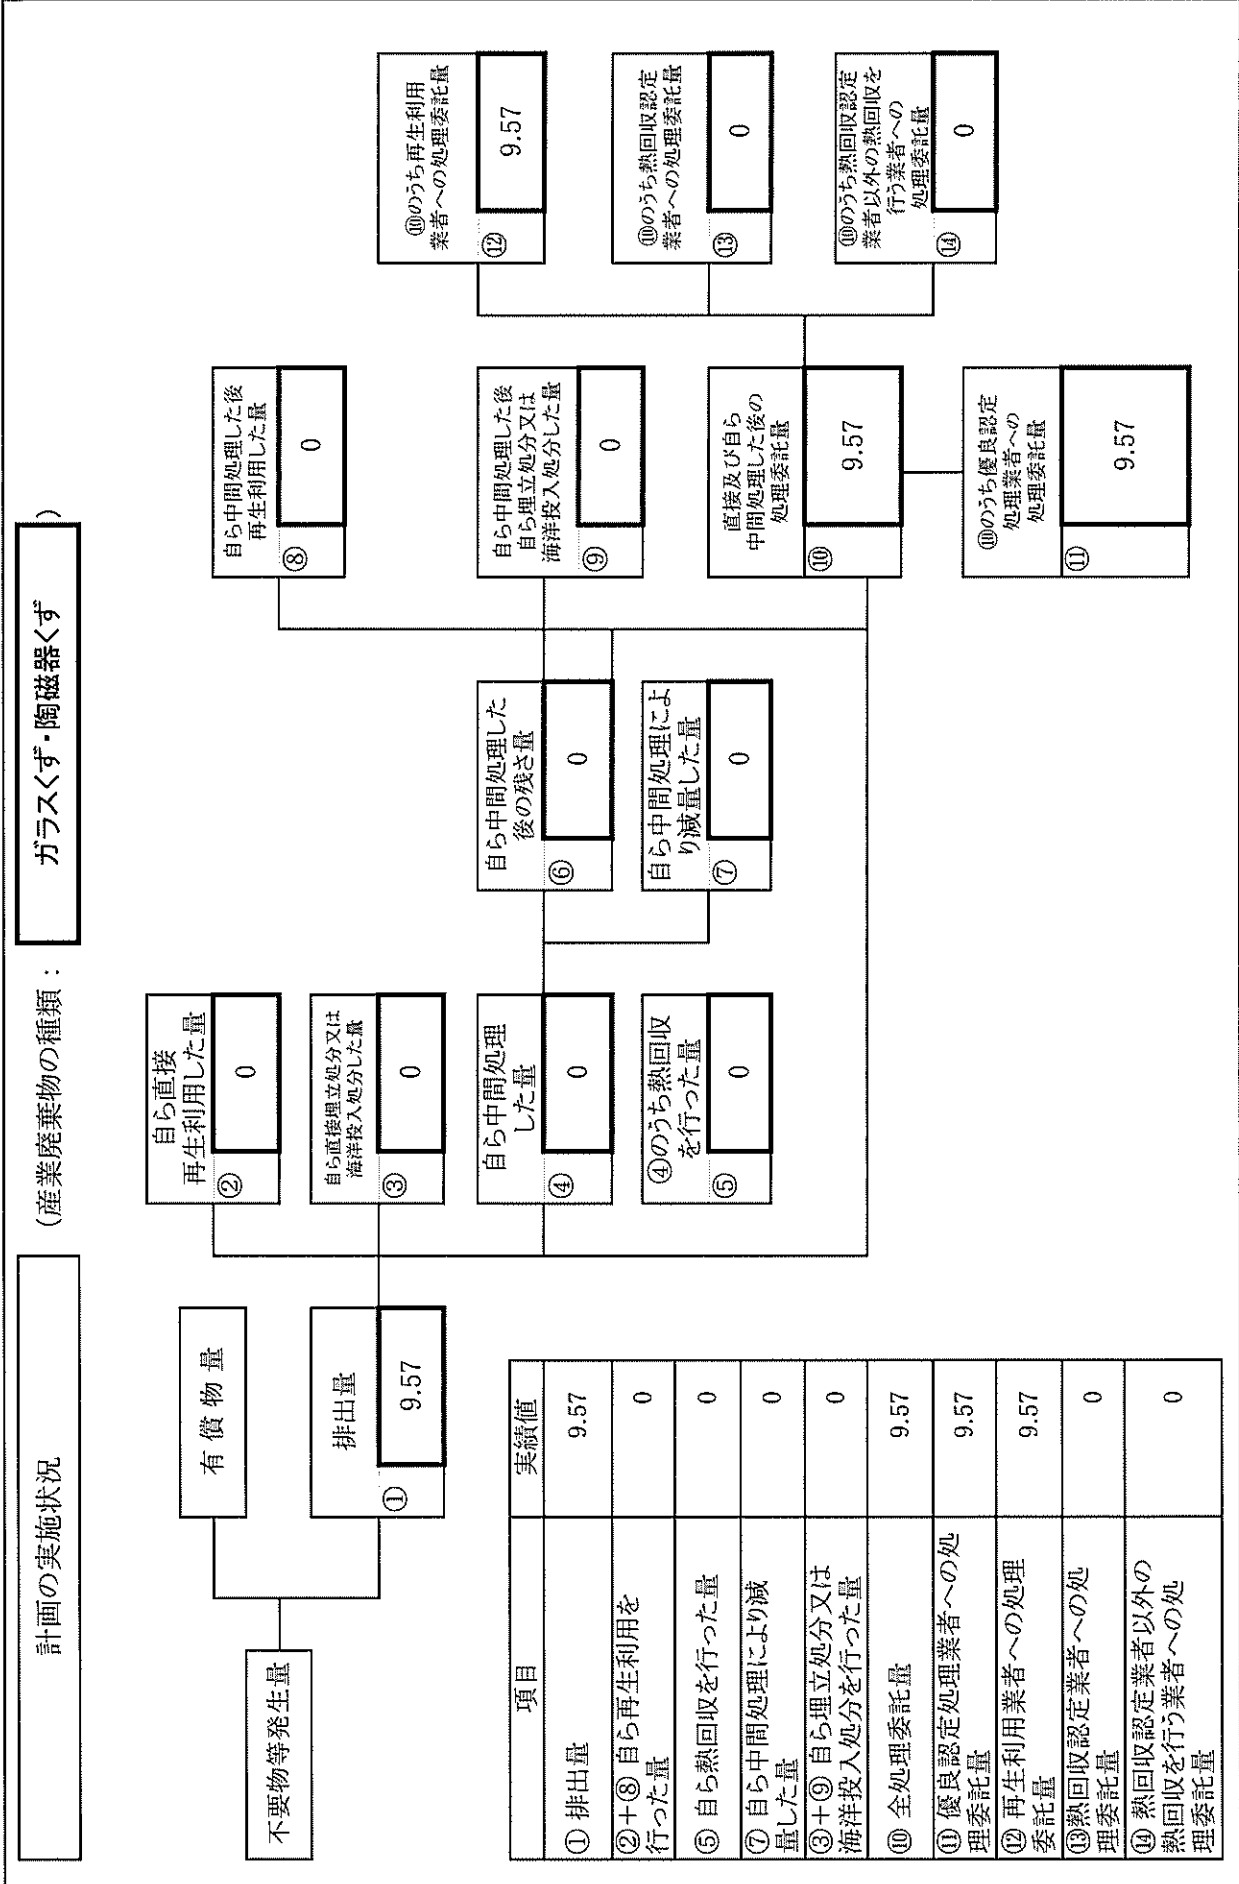 計画の実施状況
(産業廃棄物の種類：
ガラスくず・陶磁器くず
)
不要物等発生量
有 償 物 量
排出量
①
9.57
自ら直接
再生利用した量
②
0
自ら直接埋立処分又は
海洋投入処分した量
③
0
自ら中間処理
した量
④
0
④のうち熱回収
を行った量
⑤
0
自ら中間処理した
後の残さ量
⑥
0
自ら中間処理によ
り減量した量
⑦
0
自ら中間処理した後
再生利用した量
⑧
0
自ら中間処理した後
自ら埋立処分又は
海洋投入処分した量
⑨
0
直接及び自ら
中間処理した後の
処理委託量
⑩
9.57
⑩のうち優良認定
処理業者への
処理委託量
⑪
9.57
⑩のうち再生利用
業者への処理委託量
⑫
9.57
⑩のうち熱回収認定
業者への処理委託量
⑬
0
⑩のうち熱回収認定
業者以外の熱回収を
行う業者への
処理委託量
⑭
0
項目 実績値
① 排出量 9.57
②＋⑧ 自ら再生利用を
行った量 0
⑤ 自ら熱回収を行った量 0
⑦ 自ら中間処理により減
量した量 0
③＋⑨ 自ら埋立処分又は
海洋投入処分を行った量 0
⑩ 全処理委託量 9.57
⑪ 優良認定処理業者への処
理委託量 9.57
⑫ 再生利用業者への処理
委託量 9.57
⑬熱回収認定業者への処
理委託量 0
⑭ 熱回収認定業者以外の
熱回収を行う業者への処
理委託量 0